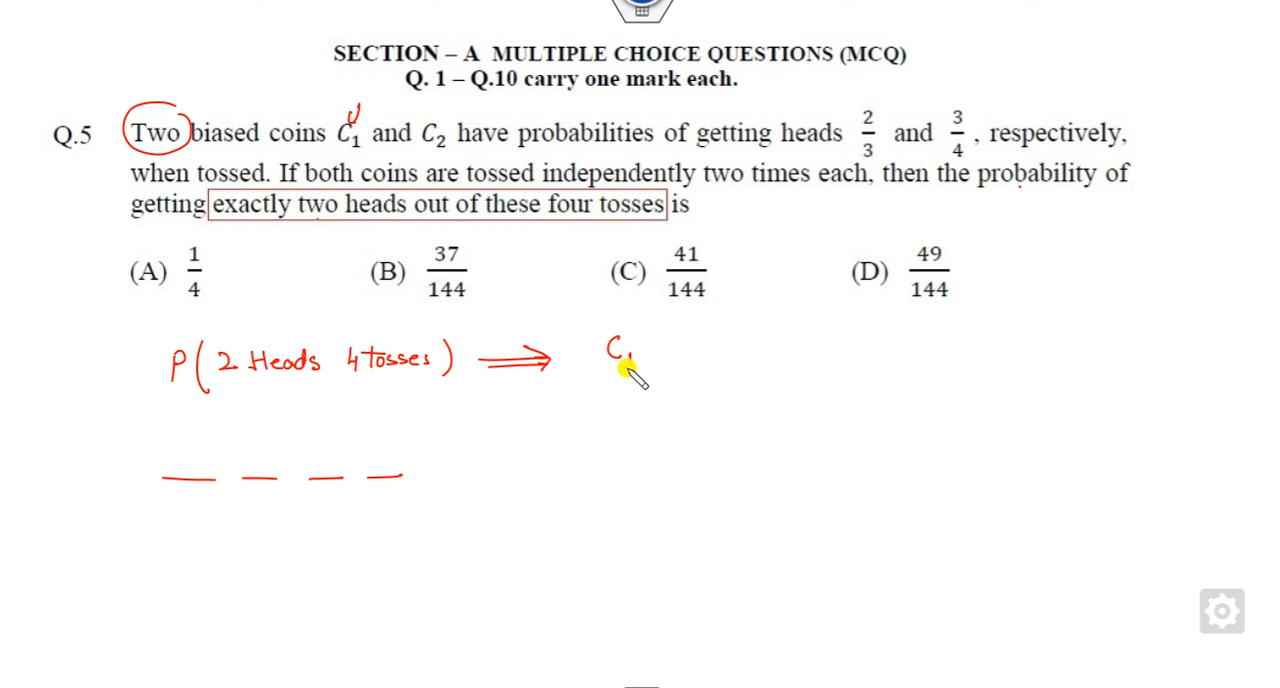 SECTION – A MULTIPLE CHOICE QUESTIONS (MCQ)
Q. 1 – Q.10 carry one mark each.
Q.5 Two biased coins C₁ and C₂ have probabilities of getting heads 2/3 and 3/4, respectively,
when tossed. If both coins are tossed independently two times each, then the probability of
getting exactly two heads out of these four tosses is
(A) 1/4 (B) 37/144 (C) 41/144 (D) 49/144
P(2 Heads 4 tosses) ⟹ C₁